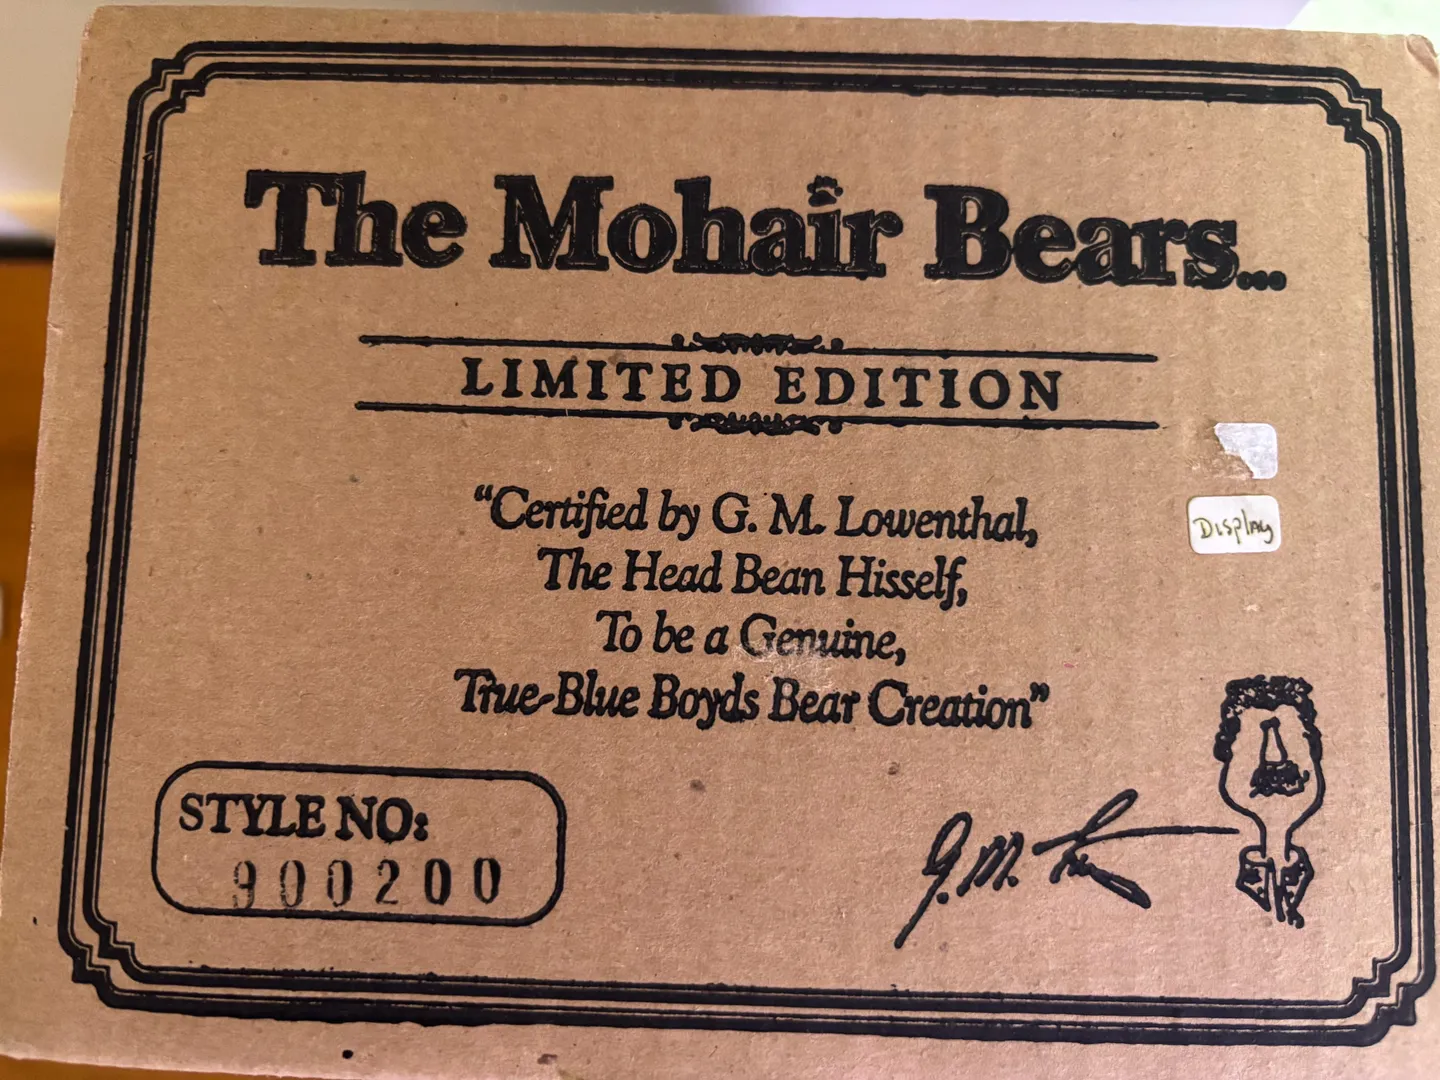 The Mohair Bears...
LIMITED EDITION
"Certified by G. M. Lowenthal,
The Head Bean Hisself,
To be a Genuine,
True-Blue Boyds Bear Creation"
Display
STYLE NO:
900200
G. M.